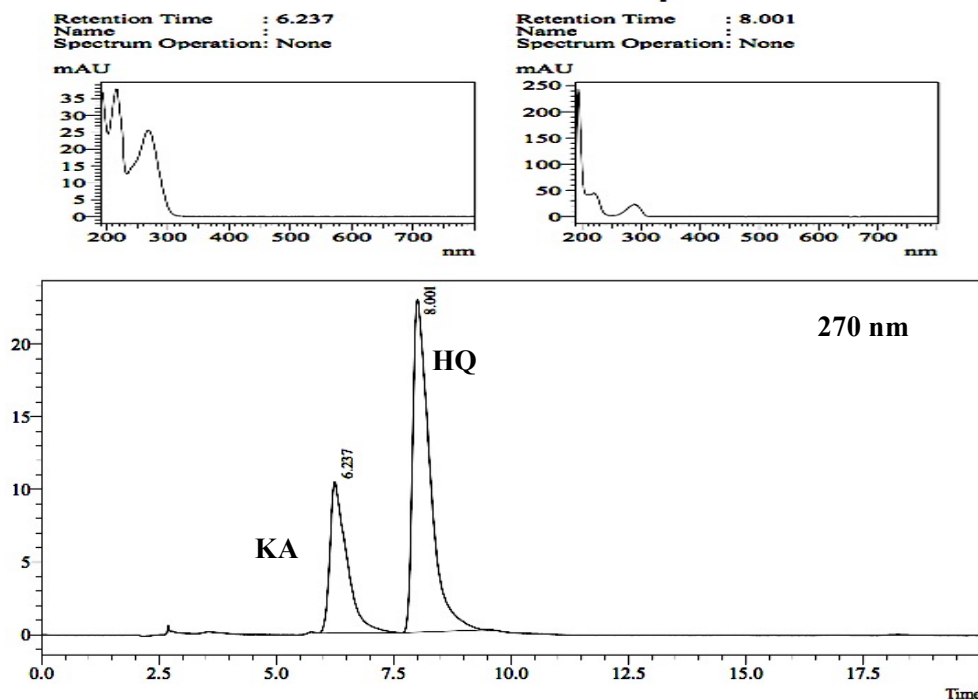 Retention Time : 6.237
Name :
Spectrum Operation: None
mAU
35
30
25
20
15
10
5
0
200 300 400 500 600 700
nm
Retention Time : 8.001
Name :
Spectrum Operation: None
mAU
250
200
150
100
50
0
200 300 400 500 600 700
nm
270 nm
8.001
HQ
6.237
KA
20
15
10
5
0
0.0 2.5 5.0 7.5 10.0 12.5 15.0 17.5
Time